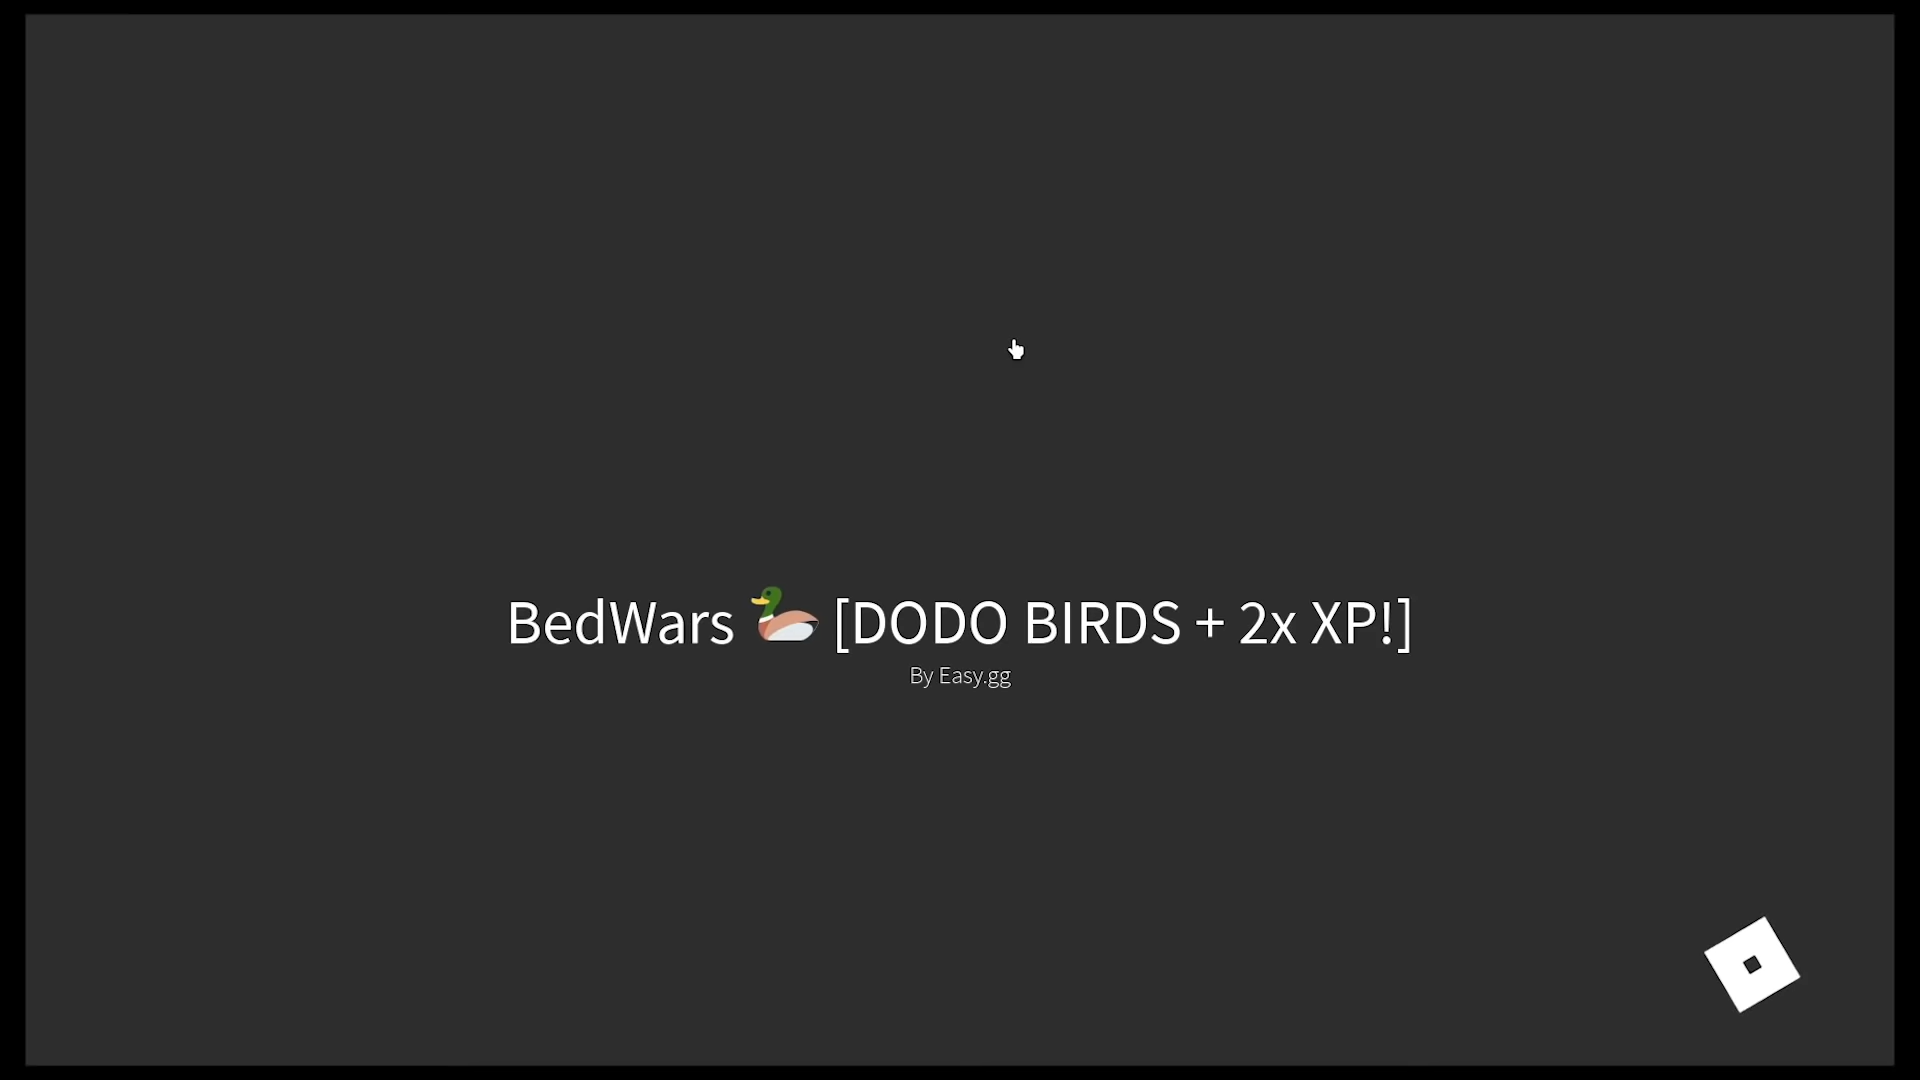 BedWars 🦆 [DODO BIRDS + 2x XP!]
By Easy.gg